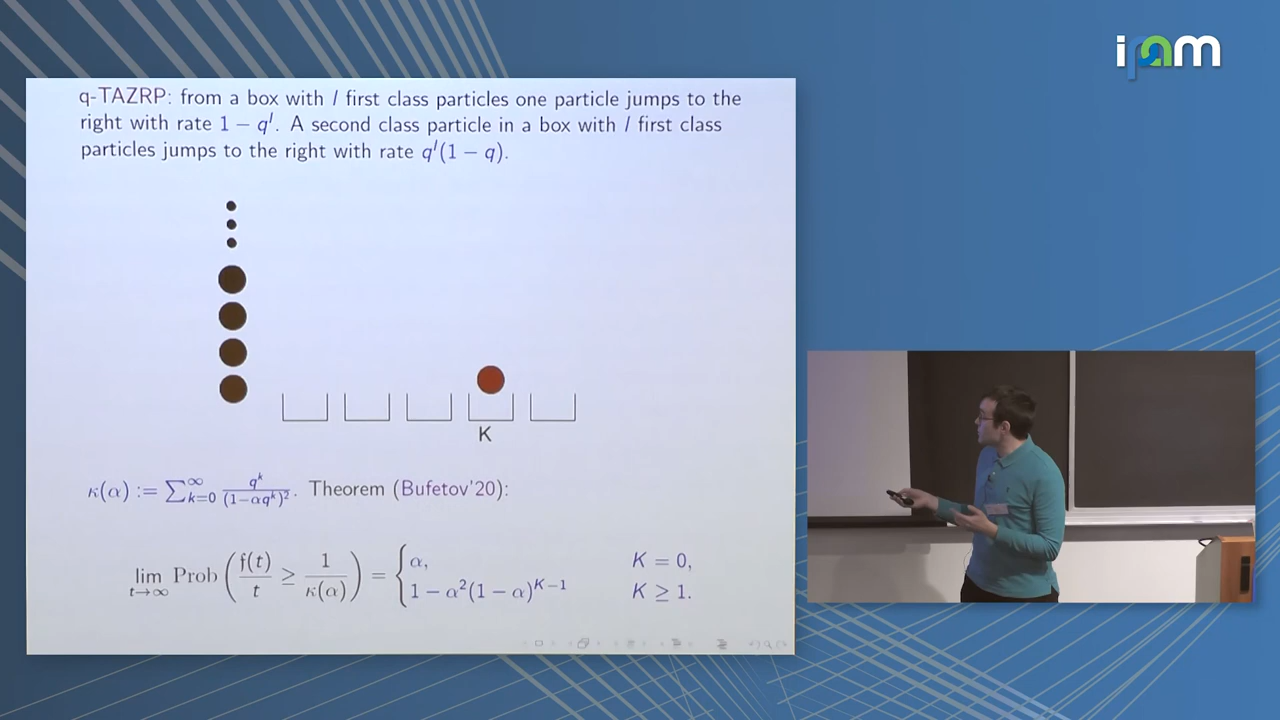 ipam
q-TAZRP: from a box with l first class particles one particle jumps to the
right with rate 1 − q^l. A second class particle in a box with l first class
particles jumps to the right with rate q^l(1 − q).
K
κ(α) := ∑_{k=0}^{∞} q^k/(1−αq^k)^2. Theorem (Bufetov'20):
lim_{t→∞} Prob (f(t)/t ≥ 1/κ(α)) = { α, K = 0,
1 − α^2(1 − α)^{K−1} K ≥ 1.